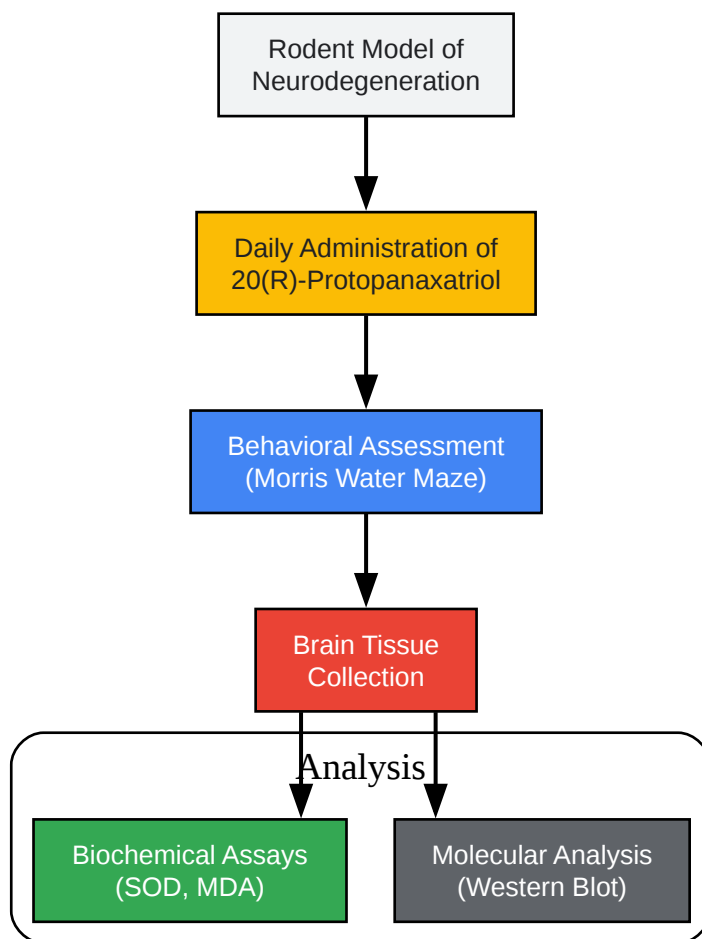 Rodent Model of
Neurodegeneration
Daily Administration of
20(R)-Protopanaxatriol
Behavioral Assessment
(Morris Water Maze)
Brain Tissue
Collection
Analysis
Biochemical Assays
(SOD, MDA)
Molecular Analysis
(Western Blot)